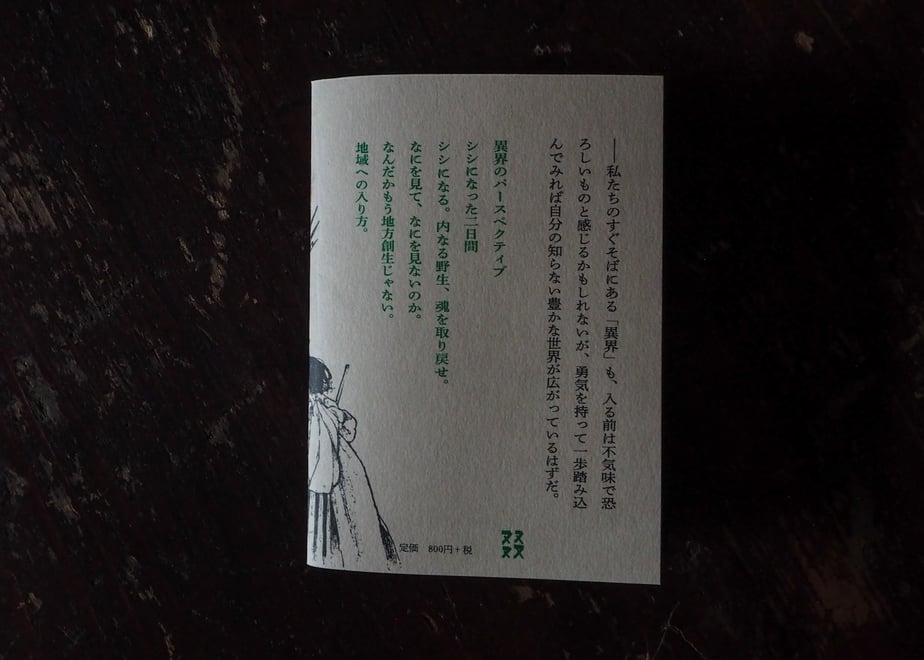 ――私たちのすぐそばにある「異界」も、入る前は不気味で恐
ろしいものと感じるかもしれないが、勇気を持って一歩踏み込
んでみれば自分の知らない豊かな世界が広がっているはずだ。
異界のパースペクティブ
シシになった二日間
シシになる。内なる野生、魂を取り戻せ。
なにを見て、なにを見ないのか。
なんだかもう地方創生じゃない。
地域への入り方。
定価 800円+税